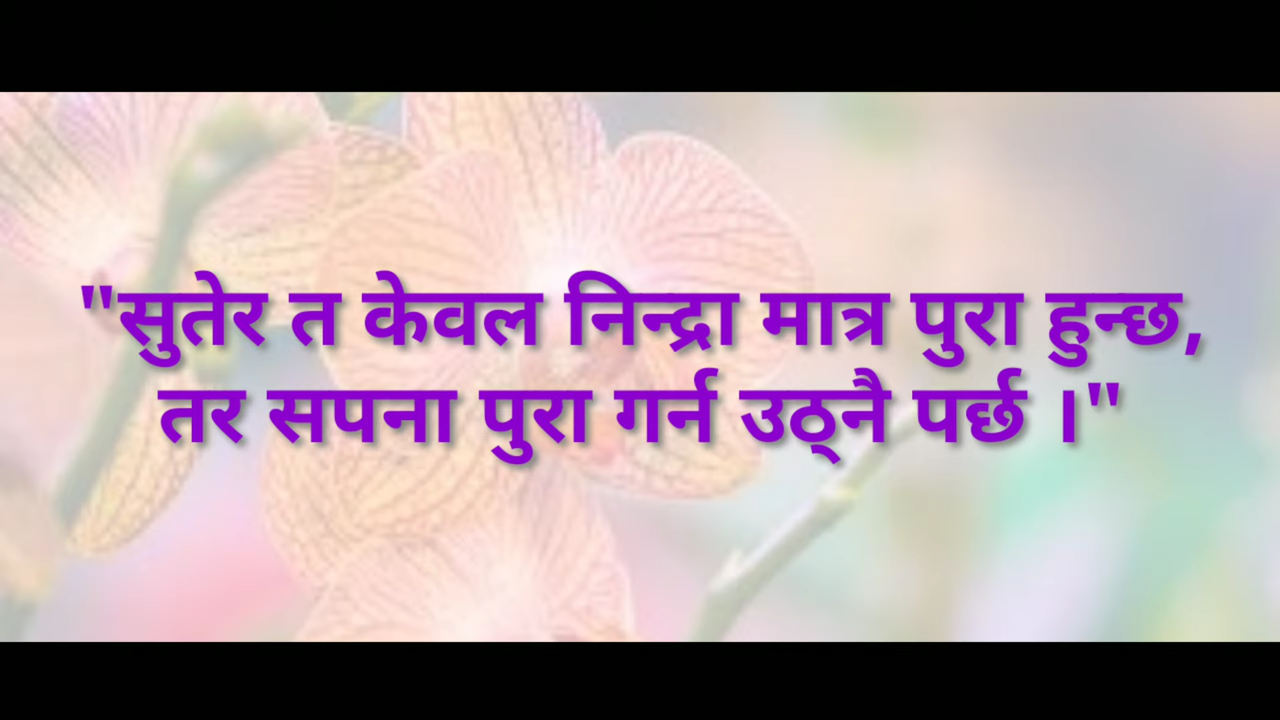 "सुतेर त केवल निन्द्रा मात्र पुरा हुन्छ,
तर सपना पुरा गर्न उठ्नै पर्छ ।"